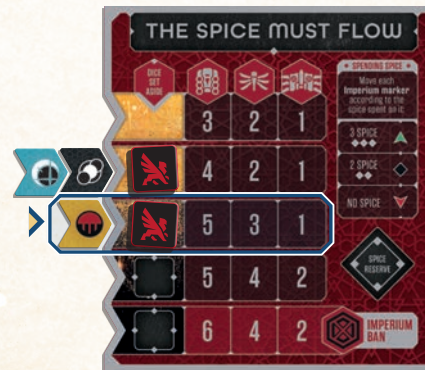 THE SPICE MUST FLOW
DICE
SET
ASIDE
SPENDING SPICE
Move each
Imperium marker
according to the
spice spent on it:
3 2 1
3 SPICE
4 2 1
2 SPICE
NO SPICE
5 3 1
SPICE
RESERVE
5 4 2
6 4 2
IMPERIUM
BAN